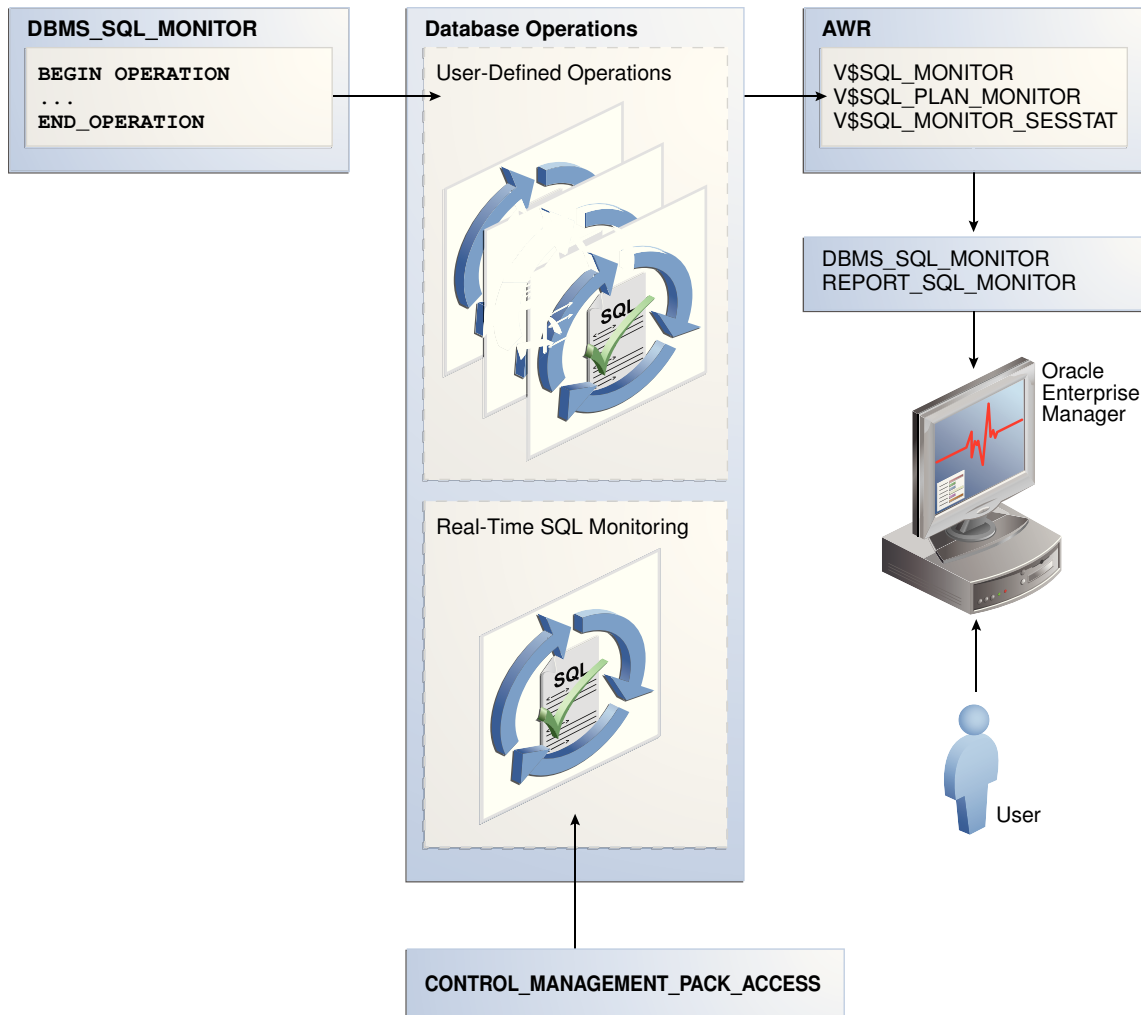 DBMS_SQL_MONITOR
BEGIN OPERATION
...
END_OPERATION
Database Operations
User-Defined Operations
SQL
Real-Time SQL Monitoring
SQL
CONTROL_MANAGEMENT_PACK_ACCESS
AWR
V$SQL_MONITOR
V$SQL_PLAN_MONITOR
V$SQL_MONITOR_SESSTAT
DBMS_SQL_MONITOR
REPORT_SQL_MONITOR
Oracle
Enterprise
Manager
User